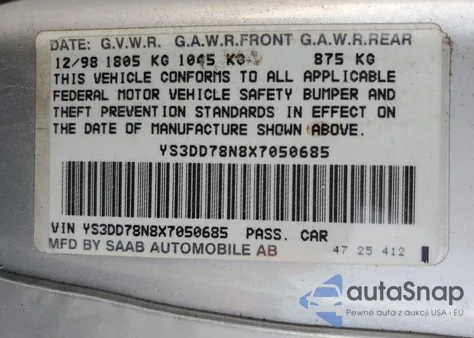 DATE: G.V.W.R. G.A.W.R.FRONT G.A.W.R.REAR
12/98 1805 KG 1045 KG 875 KG
THIS VEHICLE CONFORMS TO ALL APPLICABLE
FEDERAL MOTOR VEHICLE SAFETY BUMPER AND
THEFT PREVENTION STANDARDS IN EFFECT ON
THE DATE OF MANUFACTURE SHOWN ABOVE.
YS3DD78N8X7050685
VIN YS3DD78N8X7050685 PASS. CAR
MFD BY SAAB AUTOMOBILE AB 47 25 412
autoSnap
Pewne auta z aukcji USA - EU